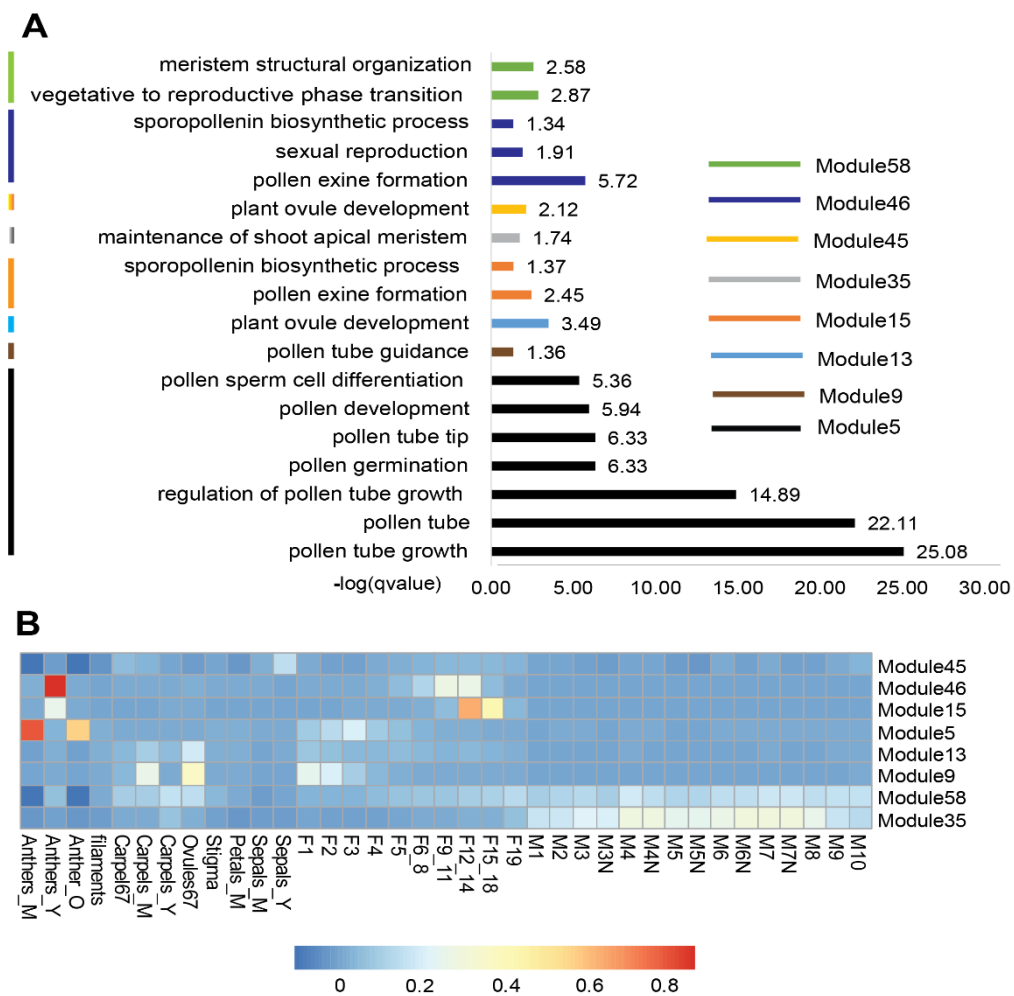 A
meristem structural organization 2.58
vegetative to reproductive phase transition 2.87
sporopollenin biosynthetic process 1.34
sexual reproduction 1.91
pollen exine formation 5.72
plant ovule development 2.12
maintenance of shoot apical meristem 1.74
sporopollenin biosynthetic process 1.37
pollen exine formation 2.45
plant ovule development 3.49
pollen tube guidance 1.36
pollen sperm cell differentiation 5.36
pollen development 5.94
pollen tube tip 6.33
pollen germination 6.33
regulation of pollen tube growth 14.89
pollen tube 22.11
pollen tube growth 25.08
-log(qvalue) 0.00 5.00 10.00 15.00 20.00 25.00 30.00
Module58
Module46
Module45
Module35
Module15
Module13
Module9
Module5
B
Module45
Module46
Module15
Module5
Module13
Module9
Module58
Module35
Anthers_M
Anthers_Y
Anther_O
filaments
Carpel67
Carpels_M
Carpels_Y
Ovules67
Stigma
Petals_M
Sepals_M
Sepals_Y
F1
F2
F3
F4
F5
F6_8
F9_11
F12_14
F15_18
F19
M1
M2
M3
M3N
M4
M4N
M5
M5N
M6
M6N
M7
M7N
M8
M9
M10
0 0.2 0.4 0.6 0.8